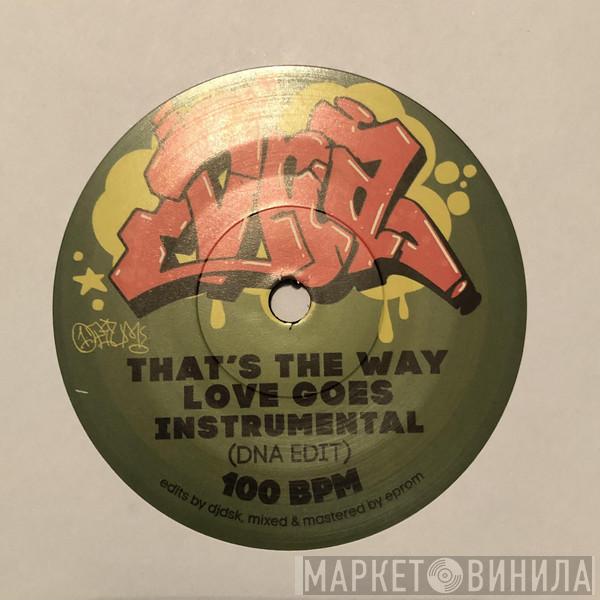 THAT'S THE WAY
LOVE GOES
INSTRUMENTAL
(DNA EDIT)
100 BPM
edits by djdsk, mixed & mastered by eprom
МАРКЕТ ВИНИЛА